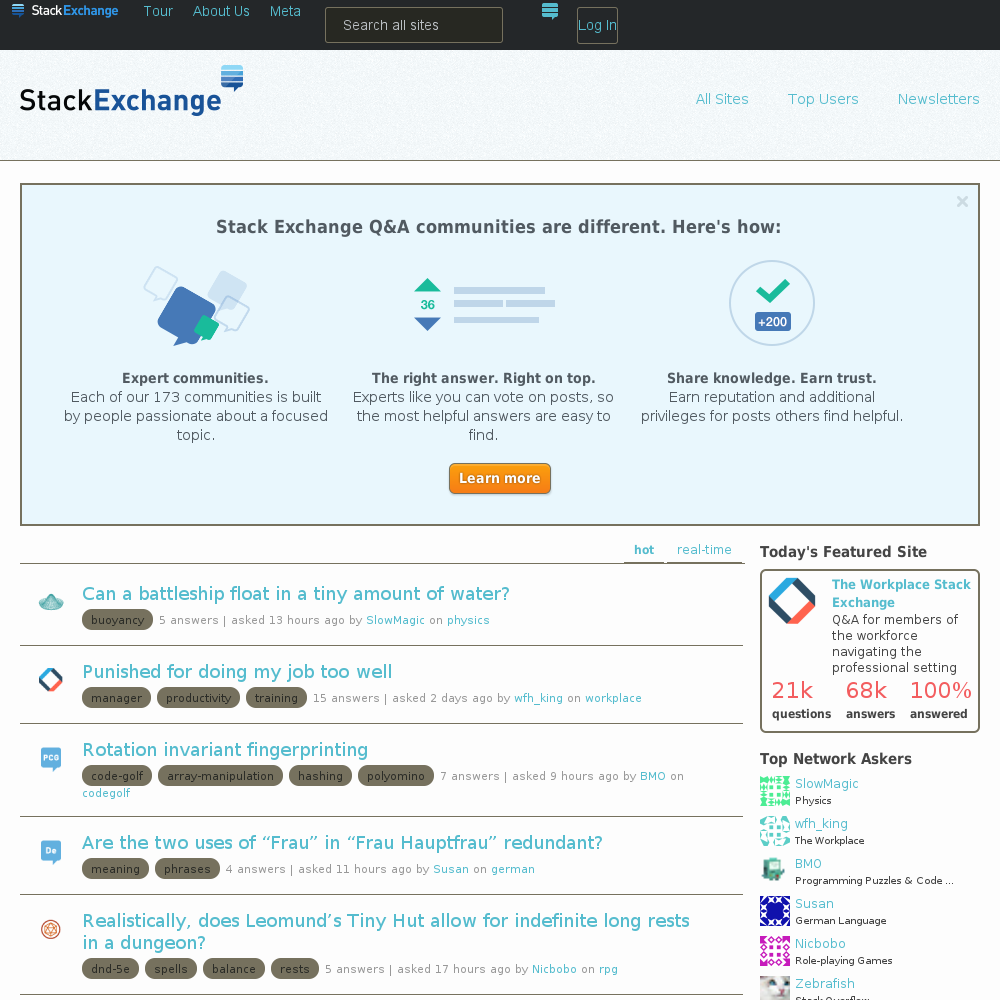 StackExchange Tour About Us Meta Search all sites Log In
StackExchange
All Sites Top Users Newsletters
Stack Exchange Q&A communities are different. Here's how:
36
+200
Expert communities.
Each of our 173 communities is built
by people passionate about a focused
topic.
The right answer. Right on top.
Experts like you can vote on posts, so
the most helpful answers are easy to
find.
Share knowledge. Earn trust.
Earn reputation and additional
privileges for posts others find helpful.
Learn more
hot real-time
Can a battleship float in a tiny amount of water?
buoyancy 5 answers | asked 13 hours ago by SlowMagic on physics
Punished for doing my job too well
manager productivity training 15 answers | asked 2 days ago by wfh_king on workplace
PCG
Rotation invariant fingerprinting
code-golf array-manipulation hashing polyomino 7 answers | asked 9 hours ago by BMO on
codegolf
De
Are the two uses of “Frau” in “Frau Hauptfrau” redundant?
meaning phrases 4 answers | asked 11 hours ago by Susan on german
Realistically, does Leomund’s Tiny Hut allow for indefinite long rests
in a dungeon?
dnd-5e spells balance rests 5 answers | asked 17 hours ago by Nicbobo on rpg
Today's Featured Site
The Workplace Stack
Exchange
Q&A for members of
the workforce
navigating the
professional setting
21k 68k 100%
questions answers answered
Top Network Askers
SlowMagic
Physics
wfh_king
The Workplace
BMO
Programming Puzzles & Code ...
Susan
German Language
Nicbobo
Role-playing Games
Zebrafish
Stack Overflow